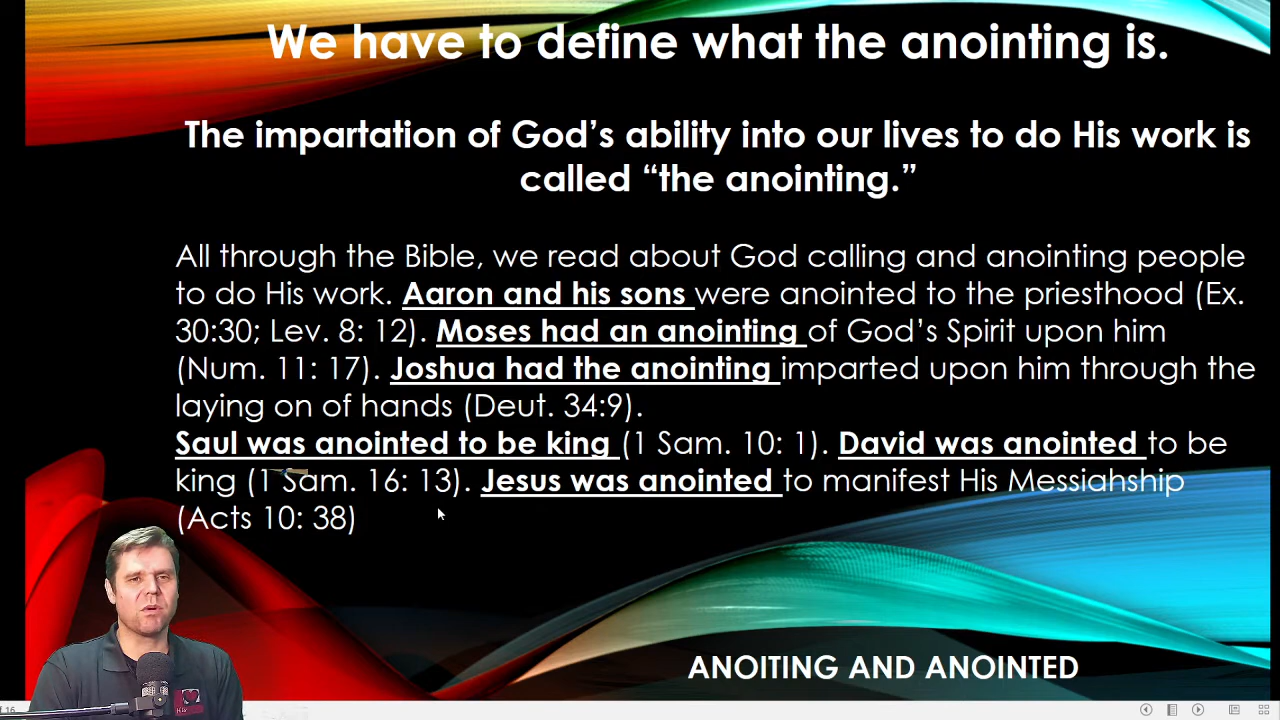 We have to define what the anointing is.
The impartation of God's ability into our lives to do His work is
called “the anointing.”
All through the Bible, we read about God calling and anointing people
to do His work. Aaron and his sons were anointed to the priesthood (Ex.
30:30; Lev. 8: 12). Moses had an anointing of God's Spirit upon him
(Num. 11: 17). Joshua had the anointing imparted upon him through the
laying on of hands (Deut. 34:9).
Saul was anointed to be king (1 Sam. 10: 1). David was anointed to be
king (1 Sam. 16: 13). Jesus was anointed to manifest His Messiahship
(Acts 10: 38)
ANOITING AND ANOINTED
of 16